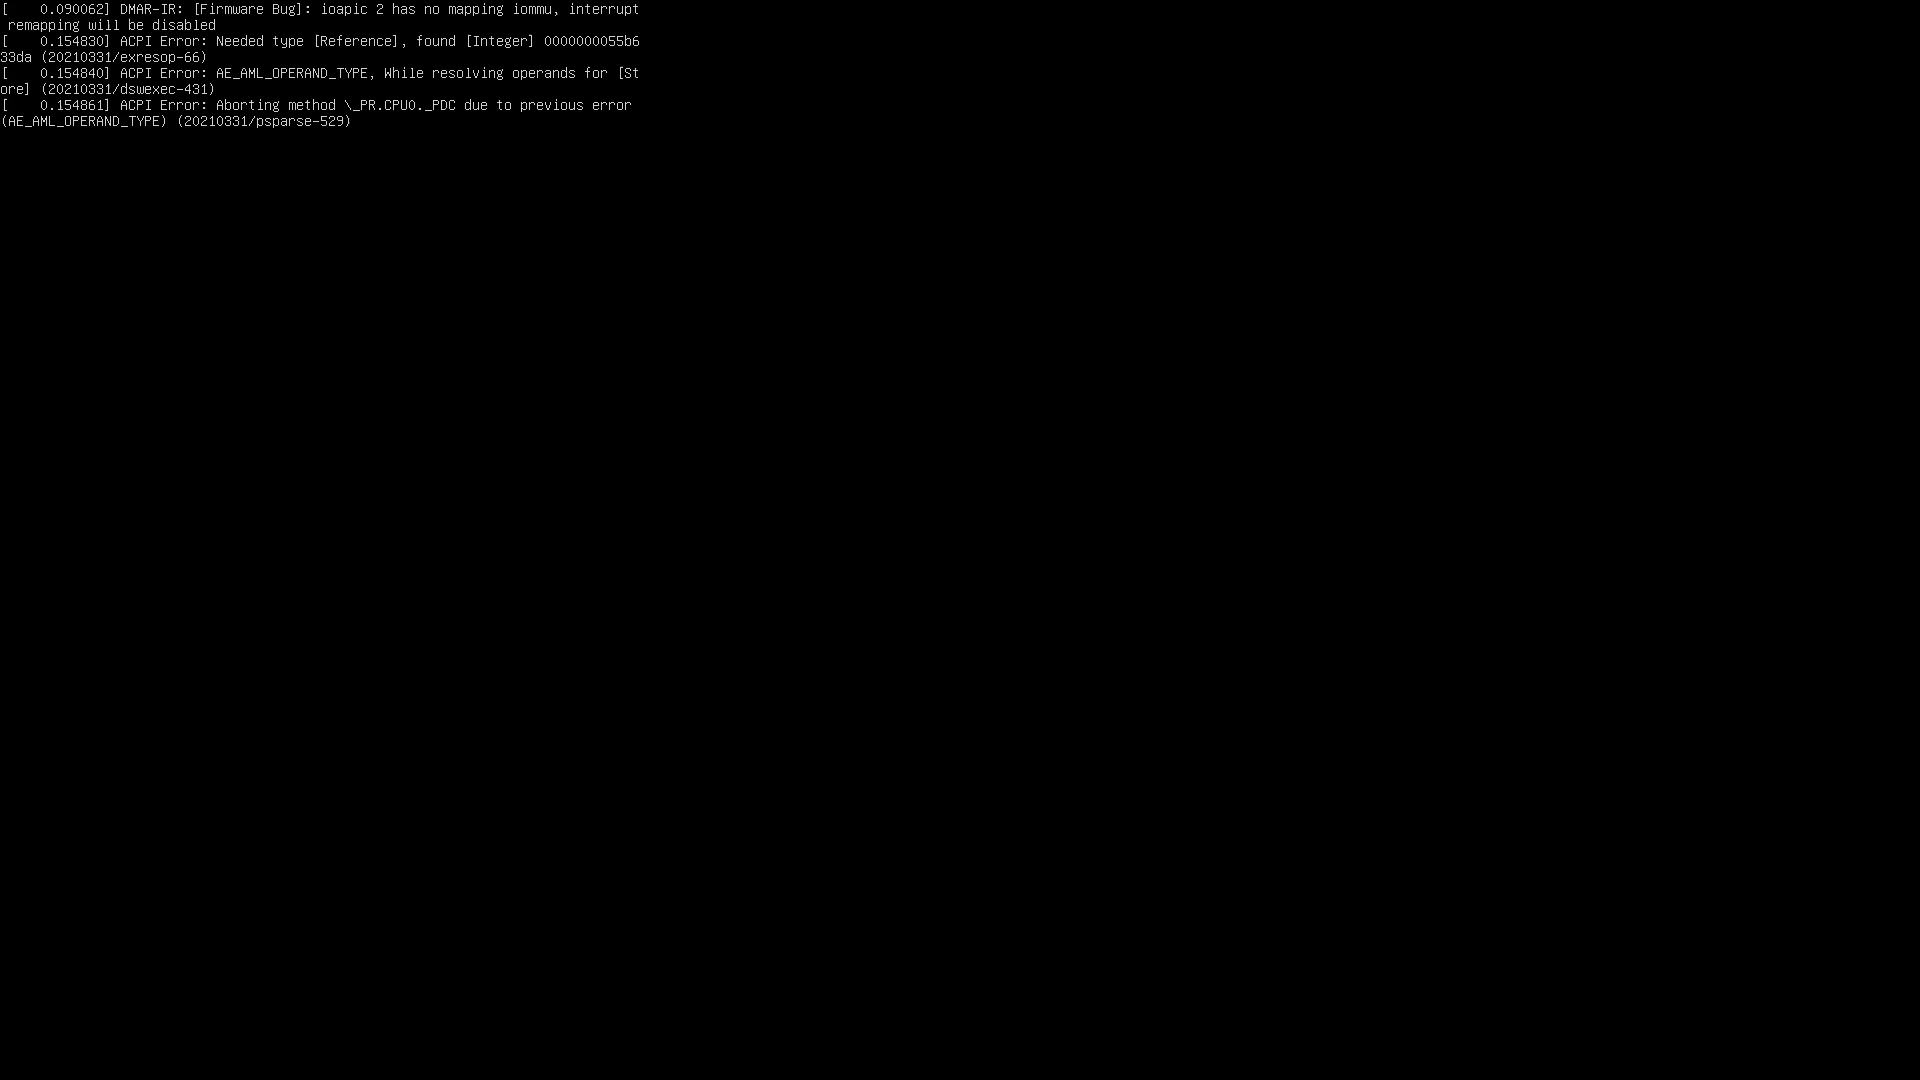 [    0.090062] DMAR-IR: [Firmware Bug]: ioapic 2 has no mapping iommu, interrupt
 remapping will be disabled
[    0.154830] ACPI Error: Needed type [Reference], found [Integer] 0000000055b6
33da (20210331/exresop-66)
[    0.154840] ACPI Error: AE_AML_OPERAND_TYPE, While resolving operands for [St
ore] (20210331/dswexec-431)
[    0.154861] ACPI Error: Aborting method \_PR.CPU0._PDC due to previous error
(AE_AML_OPERAND_TYPE) (20210331/psparse-529)